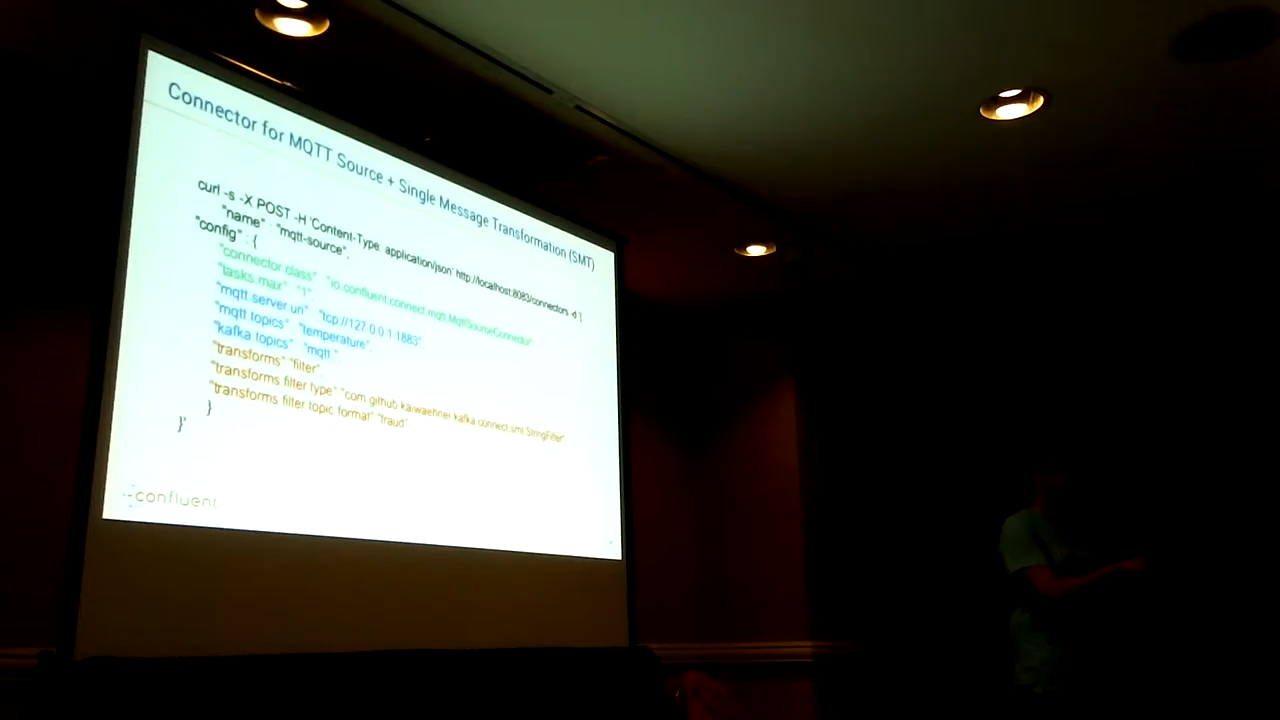 Connector for MQTT Source + Single Message Transformation (SMT)
curl -s -X POST -H 'Content-Type: application/json' http://localhost:8083/connectors -d '{
"name" : "mqtt-source",
"config" : {
"connector.class" : "io.confluent.connect.mqtt.MqttSourceConnector",
"tasks.max" : "1",
"mqtt.server.uri" : "tcp://127.0.0.1:1883",
"mqtt.topics" : "temperature",
"kafka.topics" : "mqtt.",
"transforms" "filter",
"transforms.filter.type" "com.github.kaiwaehner.kafka.connect.smt.StringFilter"
"transforms.filter.topic.format" "fraud"
}
}'
confluent